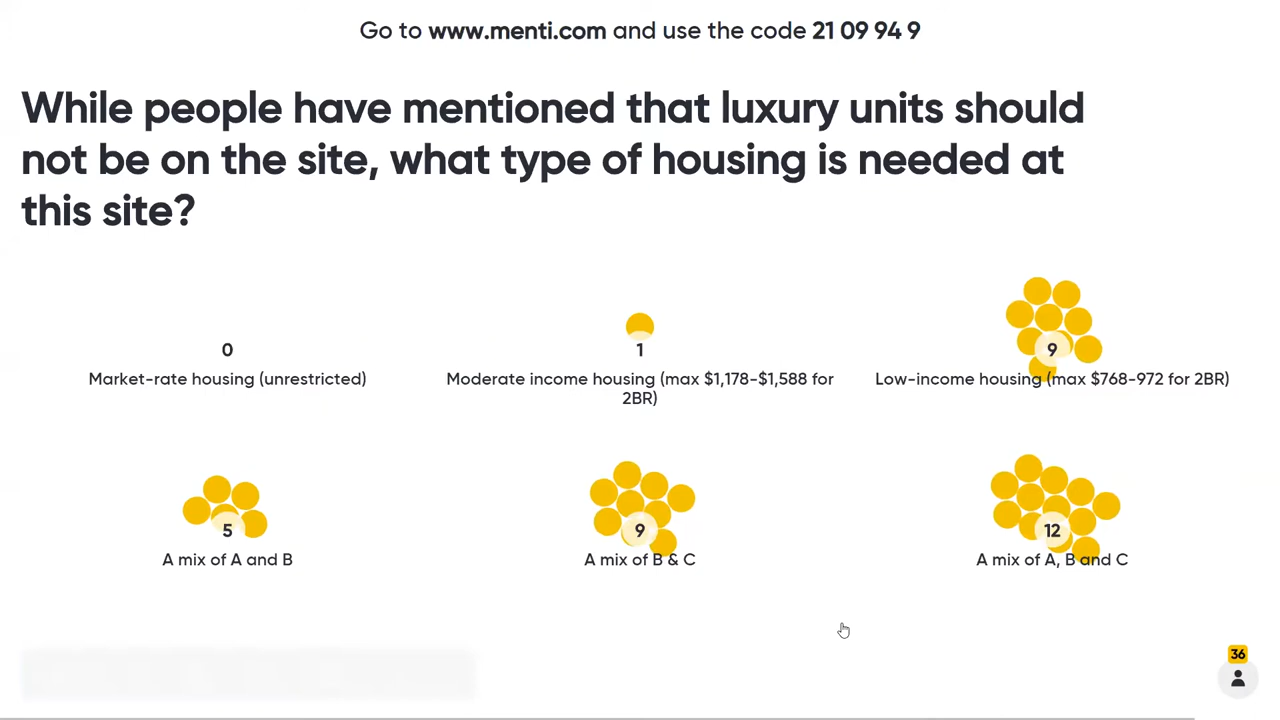 Go to www.menti.com and use the code 21 09 94 9
While people have mentioned that luxury units should
not be on the site, what type of housing is needed at
this site?
0
Market-rate housing (unrestricted)
1
Moderate income housing (max $1,178-$1,588 for
2BR)
9
Low-income housing (max $768-972 for 2BR)
5
A mix of A and B
9
A mix of B & C
12
A mix of A, B and C
36